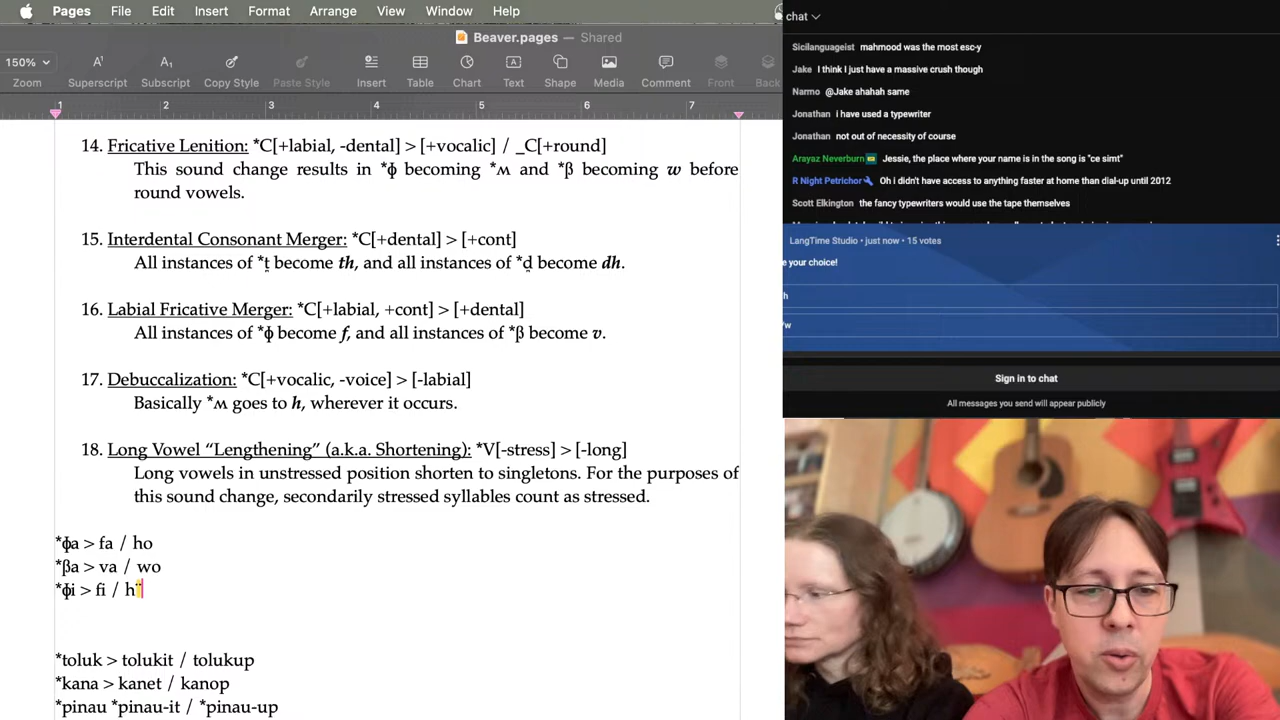 Pages File Edit Insert Format Arrange View Window Help
Beaver.pages — Shared
150%
Zoom Superscript Subscript Copy Style Paste Style Insert Table Chart Text Shape Media Comment Front Back
1 2 3 4 5 6 7
14. Fricative Lenition: *C[+labial, -dental] > [+vocalic] / _C[+round]
This sound change results in *ɸ becoming *ʍ and *β becoming w before
round vowels.
15. Interdental Consonant Merger: *C[+dental] > [+cont]
All instances of *t̪ become th, and all instances of *d̪ become dh.
16. Labial Fricative Merger: *C[+labial, +cont] > [+dental]
All instances of *ɸ become f, and all instances of *β become v.
17. Debuccalization: *C[+vocalic, -voice] > [-labial]
Basically *ʍ goes to h, wherever it occurs.
18. Long Vowel “Lengthening” (a.k.a. Shortening): *V[-stress] > [-long]
Long vowels in unstressed position shorten to singletons. For the purposes of
this sound change, secondarily stressed syllables count as stressed.
*ɸa > fa / ho
*βa > va / wo
*ɸi > fi / h¨
*toluk > tolukit / tolukup
*kana > kanet / kanop
*pinau *pinau-it / *pinau-up
chat
Sicilanguageist mahmood was the most esc-y
Jake I think I just have a massive crush though
Narmo @Jake ahahah same
Jonathan i have used a typewriter
Jonathan not out of necessity of course
Arayaz Neverburn Jessie, the place where your name is in the song is "ce simt"
R Night Petrichor Oh i didn't have access to anything faster at home than dial-up until 2012
Scott Elkington the fancy typewriters would use the tape themselves
LangTime Studio • just now • 15 votes
e your choice!
h
w
Sign in to chat
All messages you send will appear publicly